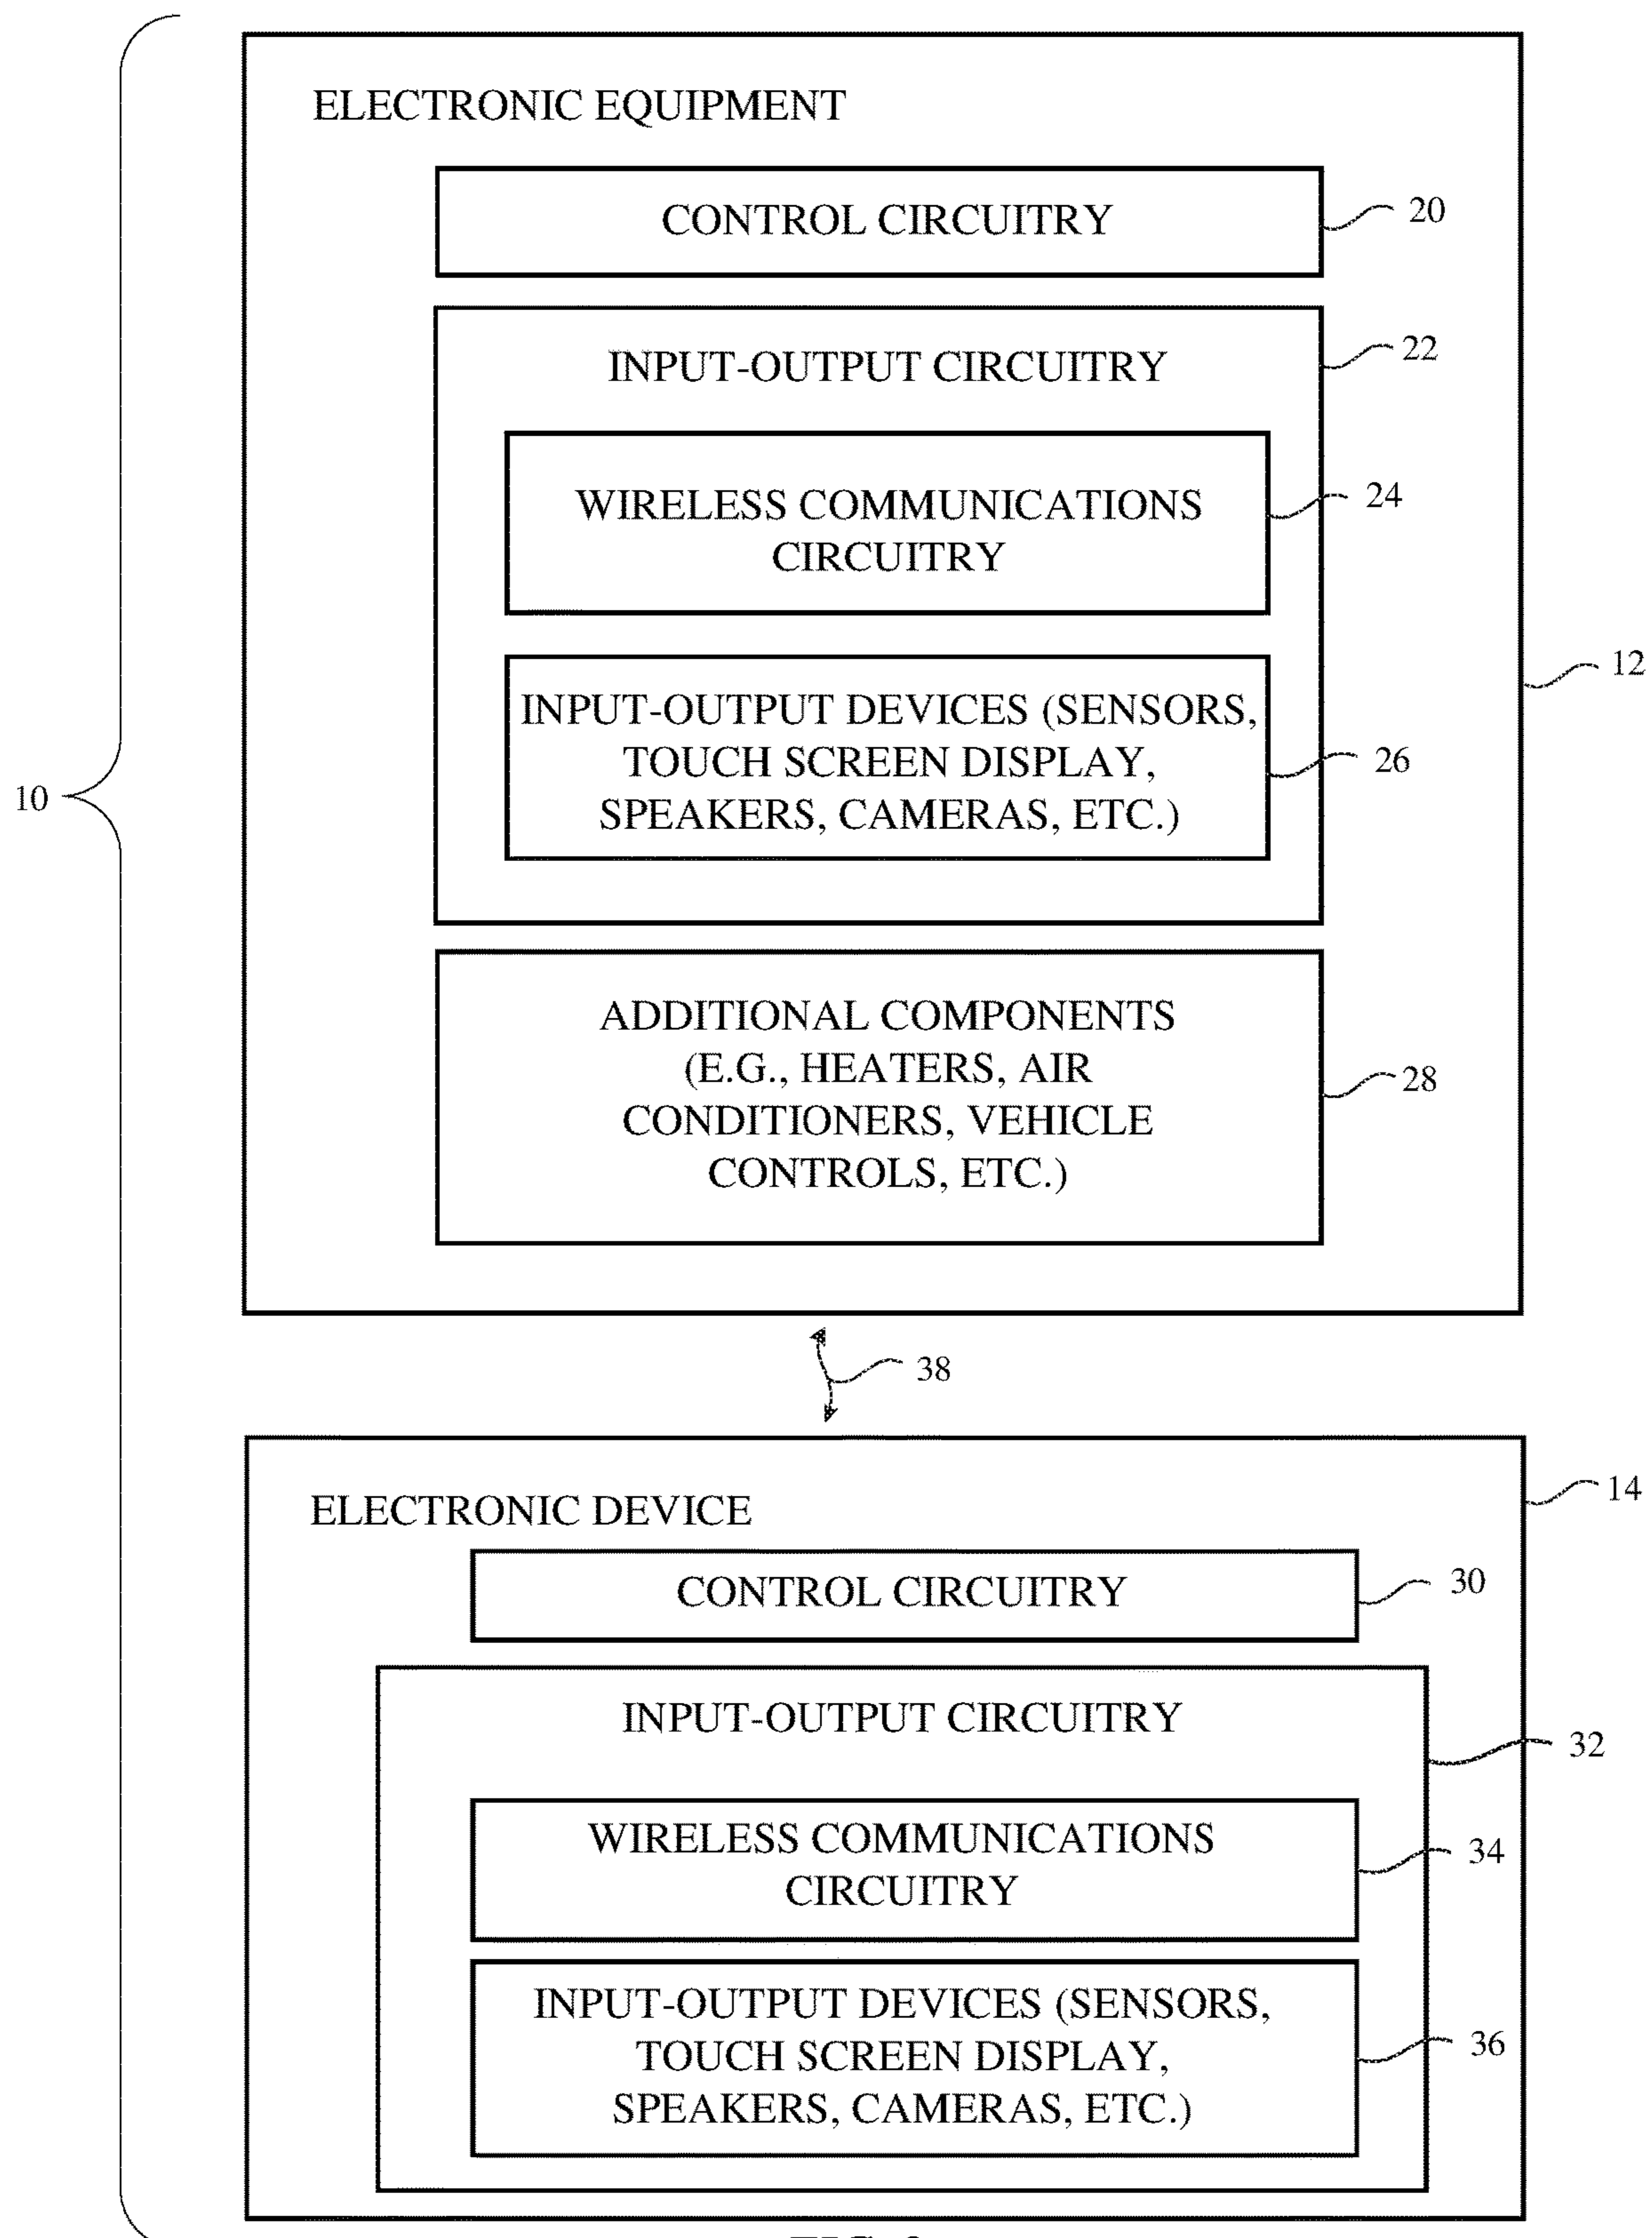 ELECTRONIC EQUIPMENT
CONTROL CIRCUITRY
20
INPUT-OUTPUT CIRCUITRY
22
WIRELESS COMMUNICATIONS
CIRCUITRY
24
12
INPUT-OUTPUT DEVICES (SENSORS,
TOUCH SCREEN DISPLAY,
SPEAKERS, CAMERAS, ETC.)
26
10
ADDITIONAL COMPONENTS
(E.G., HEATERS, AIR
CONDITIONERS, VEHICLE
CONTROLS, ETC.)
28
38
ELECTRONIC DEVICE
14
CONTROL CIRCUITRY
30
INPUT-OUTPUT CIRCUITRY
32
WIRELESS COMMUNICATIONS
CIRCUITRY
34
INPUT-OUTPUT DEVICES (SENSORS,
TOUCH SCREEN DISPLAY,
SPEAKERS, CAMERAS, ETC.)
36